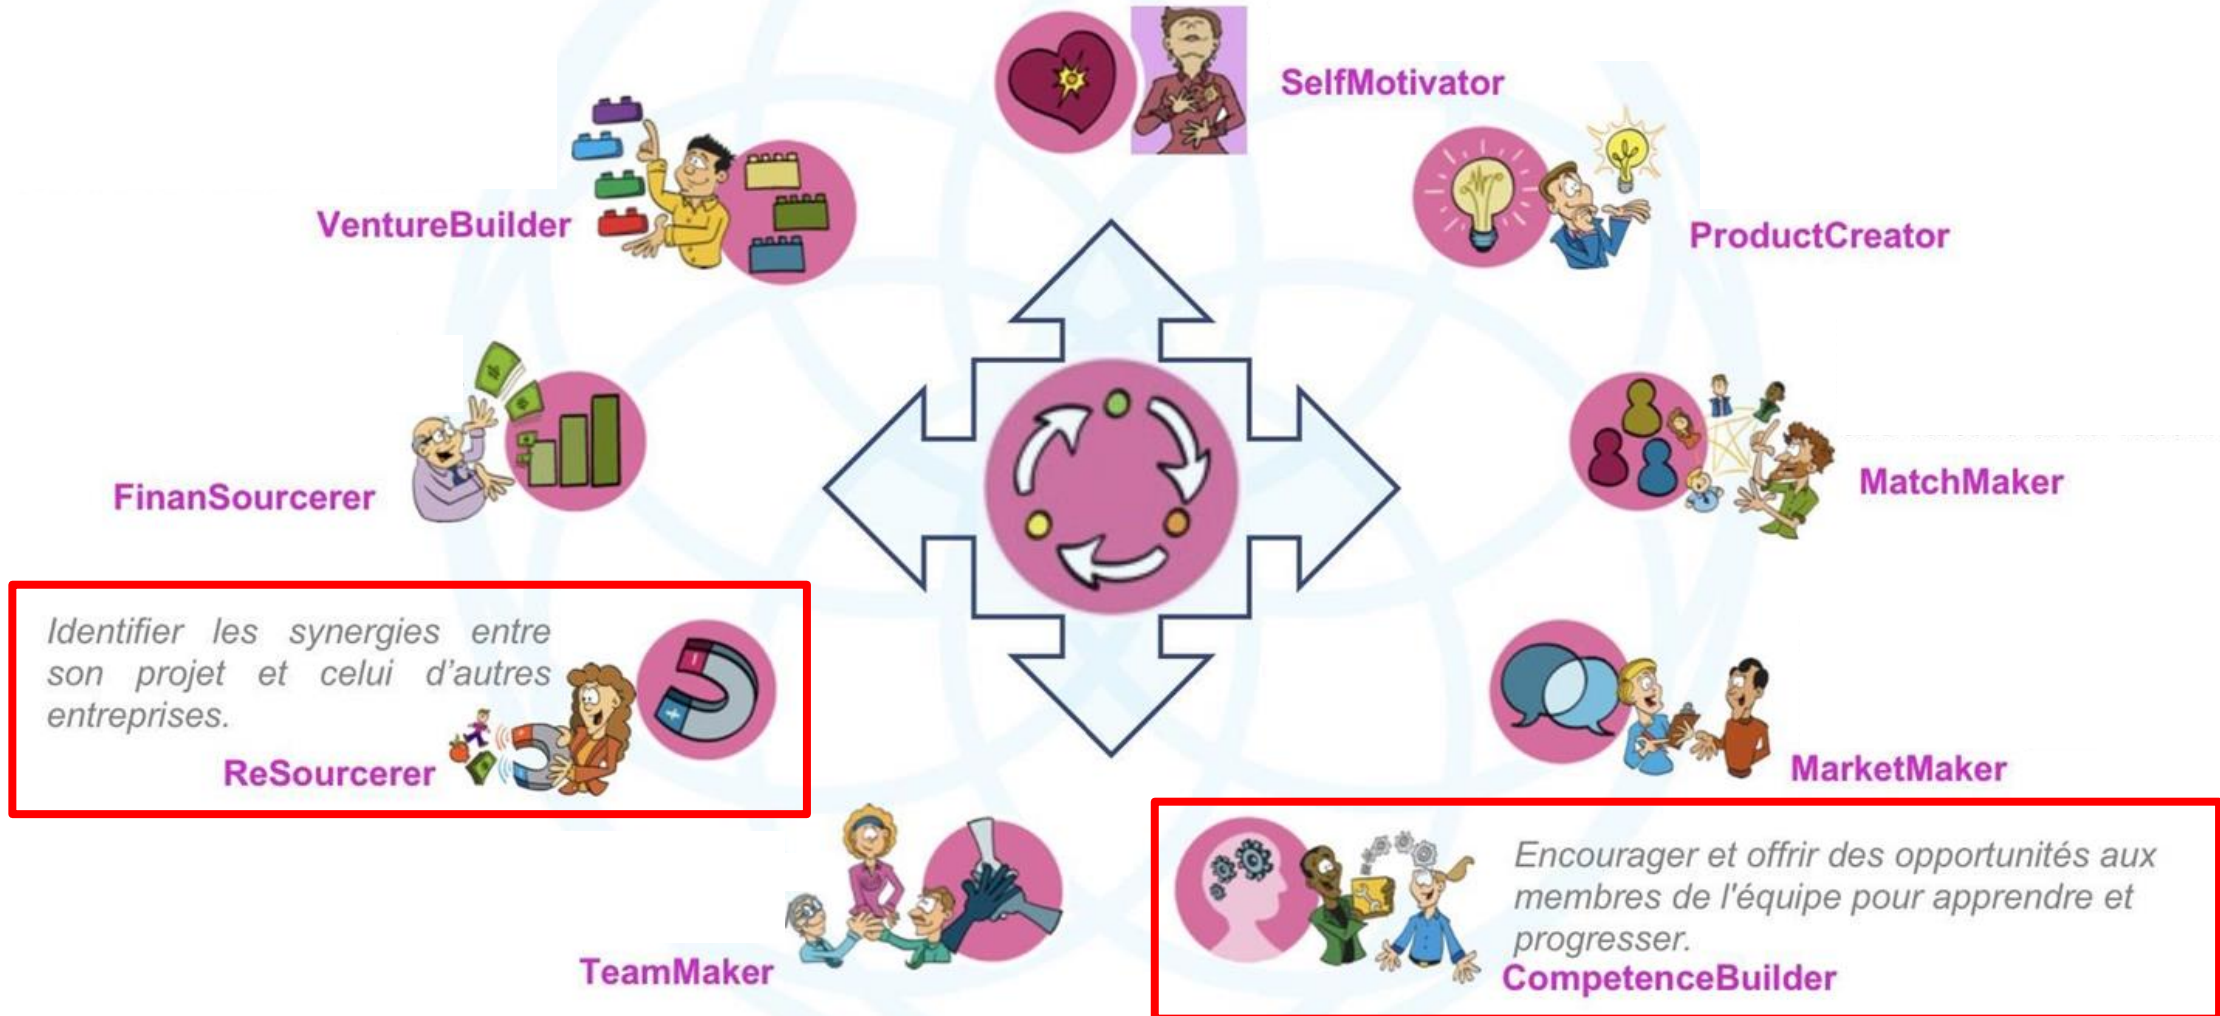 SelfMotivator
VentureBuilder
ProductCreator
FinanSourcerer
MatchMaker
Identifier les synergies entre
son projet et celui d'autres
entreprises.
ReSourcerer
MarketMaker
Encourager et offrir des opportunités aux
membres de l'équipe pour apprendre et
progresser.
CompetenceBuilder
TeamMaker